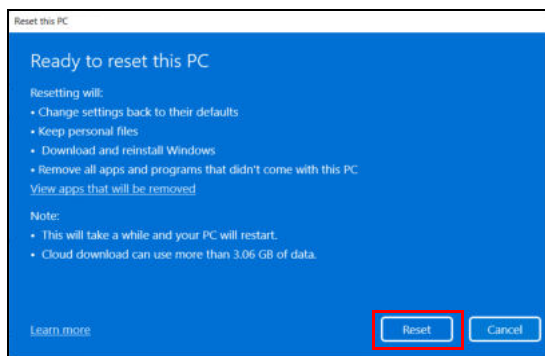 Reset this PC
Ready to reset this PC
Resetting will:
• Change settings back to their defaults
• Keep personal files
• Download and reinstall Windows
• Remove all apps and programs that didn't come with this PC
View apps that will be removed
Note:
• This will take a while and your PC will restart.
• Cloud download can use more than 3.06 GB of data.
Learn more
Reset
Cancel